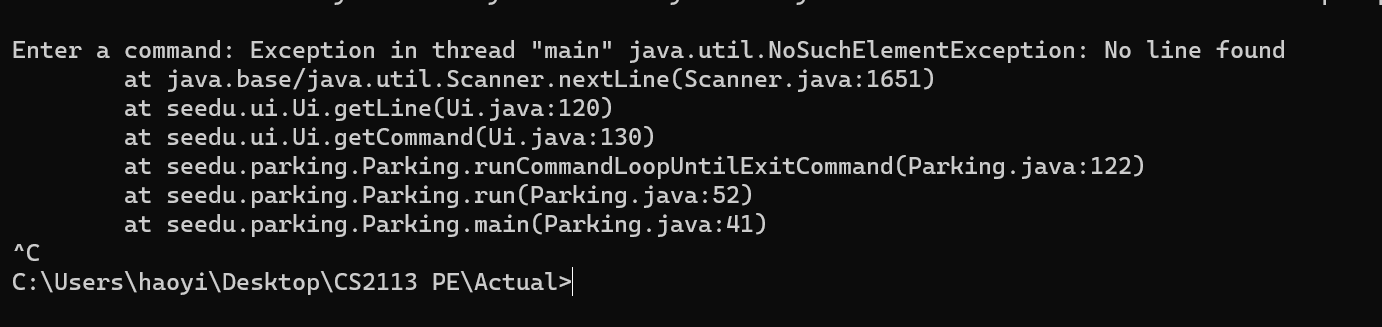 Enter a command: Exception in thread "main" java.util.NoSuchElementException: No line found
at java.base/java.util.Scanner.nextLine(Scanner.java:1651)
at seedu.ui.Ui.getLine(Ui.java:120)
at seedu.ui.Ui.getCommand(Ui.java:130)
at seedu.parking.Parking.runCommandLoopUntilExitCommand(Parking.java:122)
at seedu.parking.Parking.run(Parking.java:52)
at seedu.parking.Parking.main(Parking.java:41)
^C
C:\Users\haoyi\Desktop\CS2113 PE\Actual>